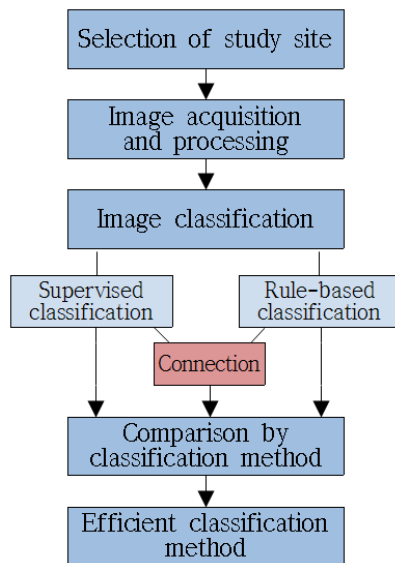 Selection of study site
Image acquisition
and processing
Image classification
Supervised
classification
Rule-based
classification
Connection
Comparison by
classification method
Efficient classification
method